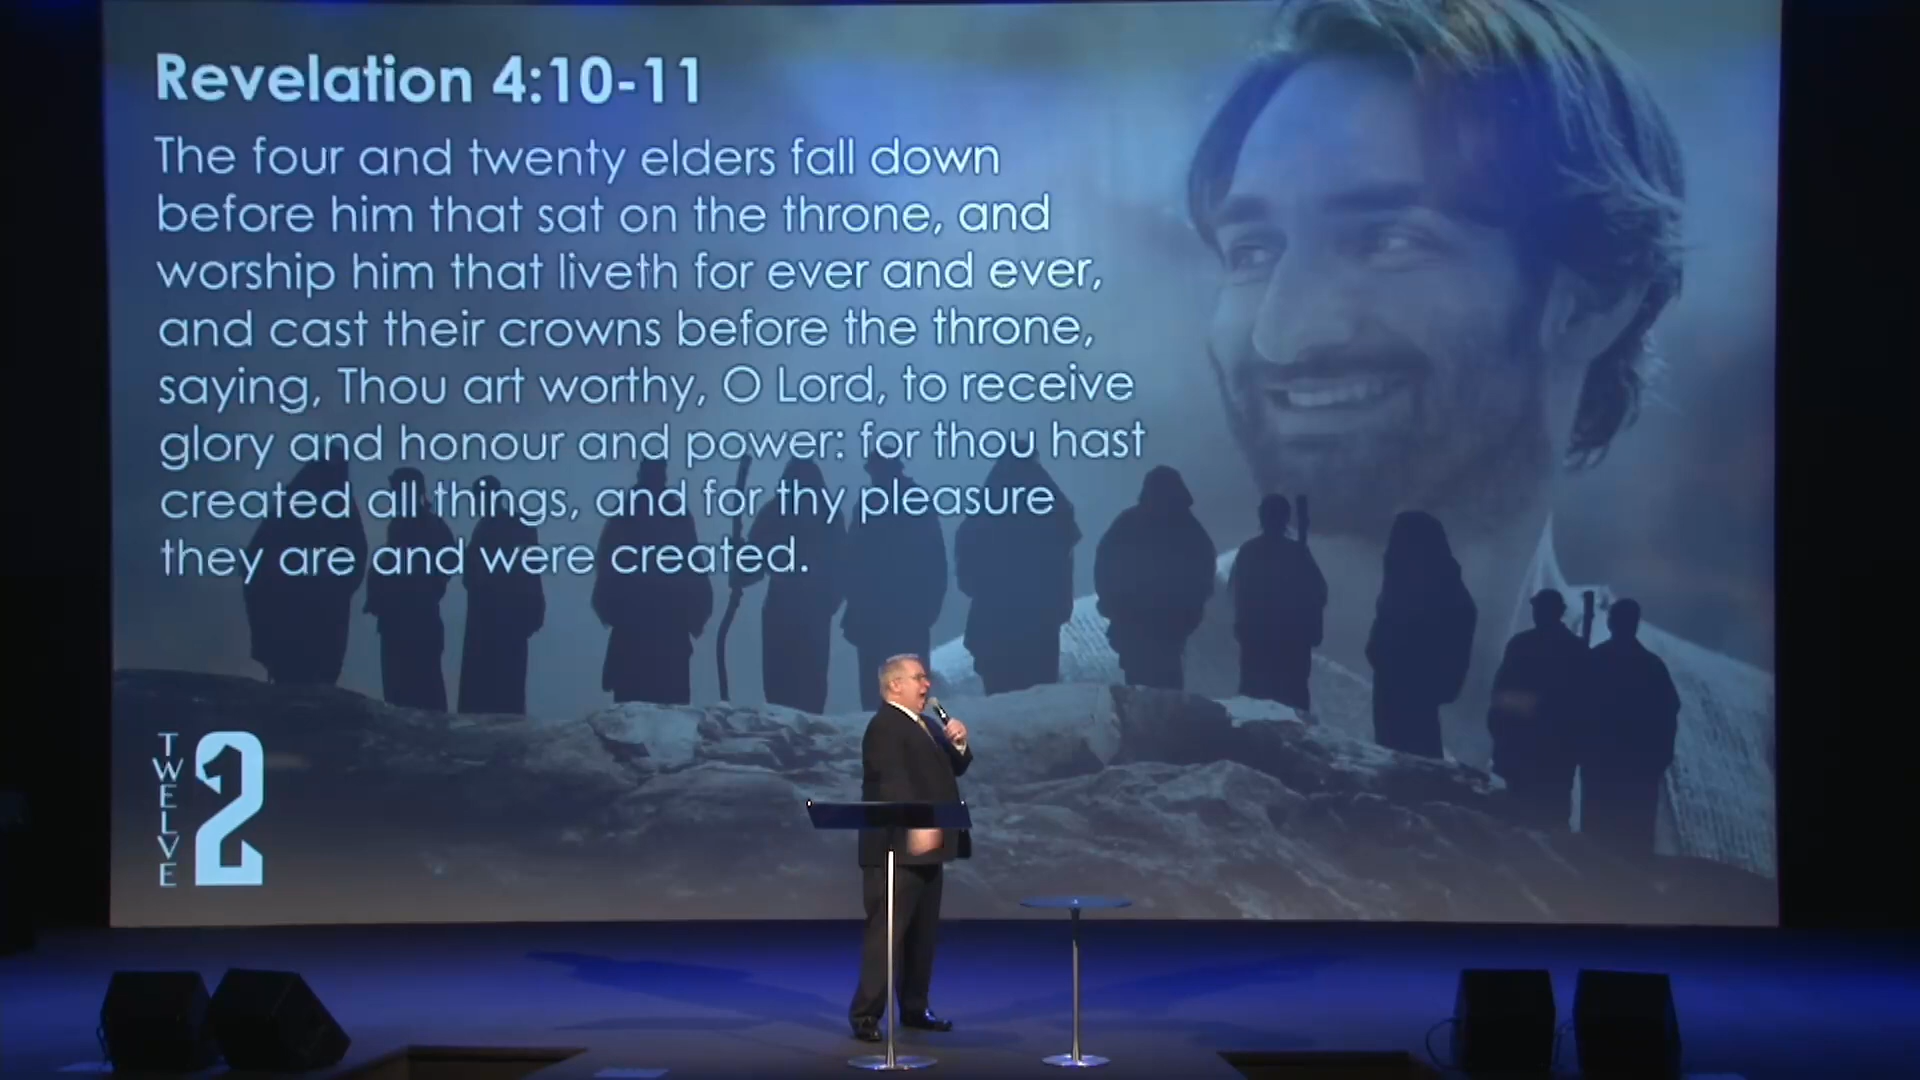 Revelation 4:10-11
The four and twenty elders fall down
before him that sat on the throne, and
worship him that liveth for ever and ever,
and cast their crowns before the throne,
saying, Thou art worthy, O Lord, to receive
glory and honour and power: for thou hast
created all things, and for thy pleasure
they are and were created.
TWELVE
2